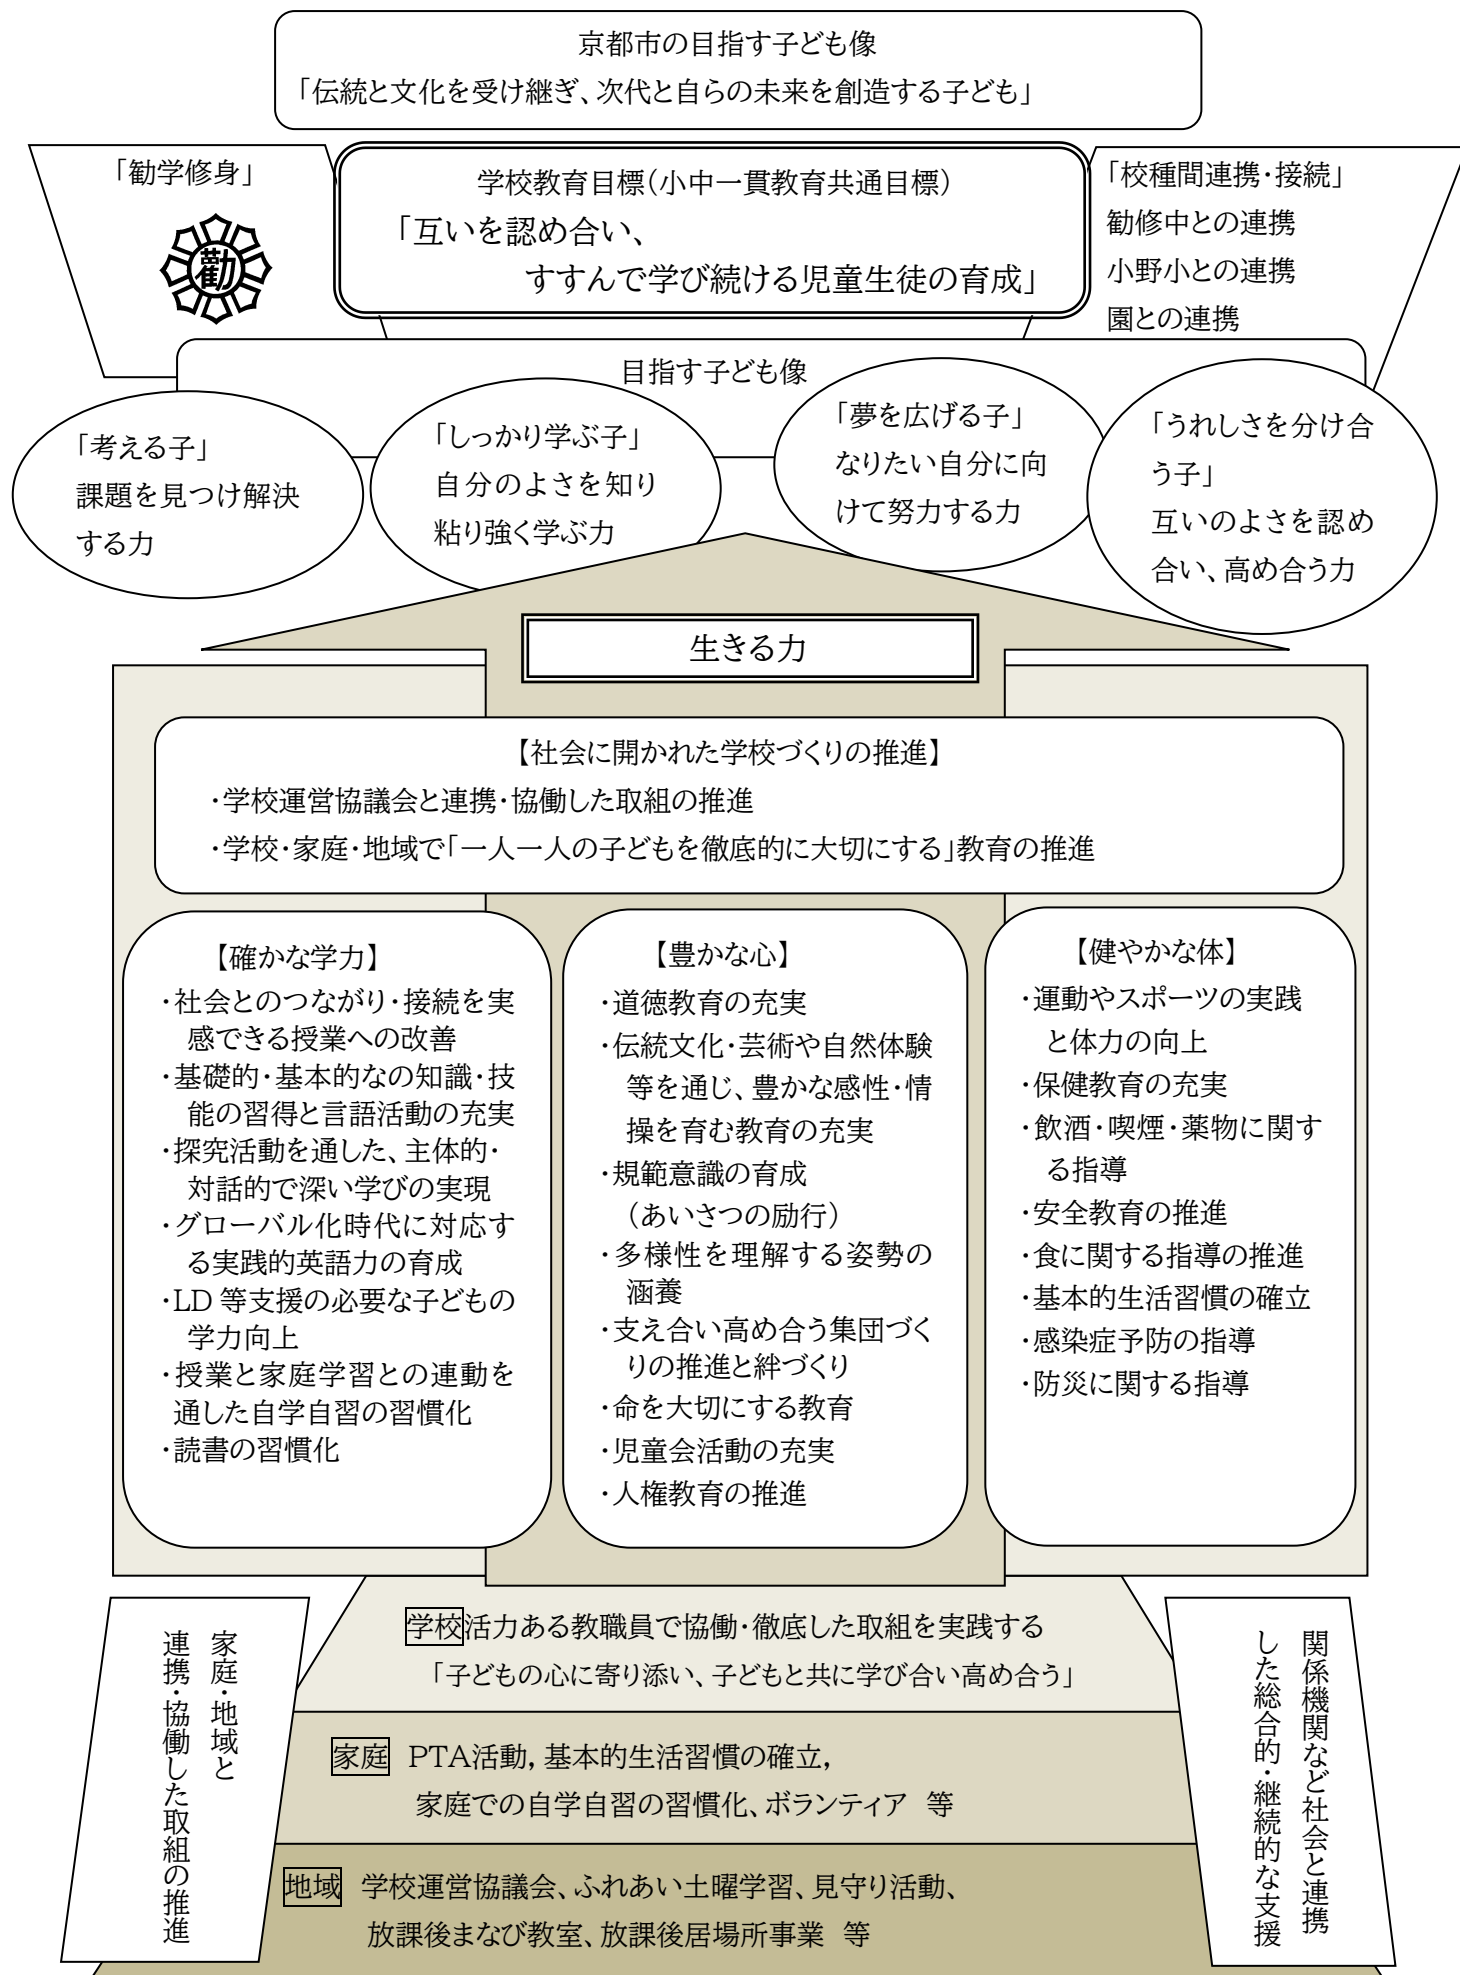 京都市の目指す子ども像
「伝統と文化を受け継ぎ、次代と自らの未来を創造する子ども」
「勧学修身」
勸
学校教育目標(小中一貫教育共通目標)
「互いを認め合い、
すすんで学び続ける児童生徒の育成」
「校種間連携・接続」
勧修中との連携
小野小との連携
園との連携
目指す子ども像
「考える子」
課題を見つけ解決
する力
「しっかり学ぶ子」
自分のよさを知り
粘り強く学ぶ力
「夢を広げる子」
なりたい自分に向
けて努力する力
「うれしさを分け合
う子」
互いのよさを認め
合い、高め合う力
生きる力
【社会に開かれた学校づくりの推進】
・学校運営協議会と連携・協働した取組の推進
・学校・家庭・地域で「一人一人の子どもを徹底的に大切にする」教育の推進
【確かな学力】
・社会とのつながり・接続を実
感できる授業への改善
・基礎的・基本的なの知識・技
能の習得と言語活動の充実
・探究活動を通した、主体的・
対話的で深い学びの実現
・グローバル化時代に対応す
る実践的英語力の育成
・LD 等支援の必要な子どもの
学力向上
・授業と家庭学習との連動を
通した自学自習の習慣化
・読書の習慣化
【豊かな心】
・道徳教育の充実
・伝統文化・芸術や自然体験
等を通じ、豊かな感性・情
操を育む教育の充実
・規範意識の育成
(あいさつの励行)
・多様性を理解する姿勢の
涵養
・支え合い高め合う集団づく
りの推進と絆づくり
・命を大切にする教育
・児童会活動の充実
・人権教育の推進
【健やかな体】
・運動やスポーツの実践
と体力の向上
・保健教育の充実
・飲酒・喫煙・薬物に関す
る指導
・安全教育の推進
・食に関する指導の推進
・基本的生活習慣の確立
・感染症予防の指導
・防災に関する指導
家庭・地域と
連携・協働した取組の推進
学校活力ある教職員で協働・徹底した取組を実践する
「子どもの心に寄り添い、子どもと共に学び合い高め合う」
家庭 PTA活動，基本的生活習慣の確立，
家庭での自学自習の習慣化、ボランティア 等
地域 学校運営協議会、ふれあい土曜学習、見守り活動、
放課後まなび教室、放課後居場所事業 等
関係機関など社会と連携
した総合的・継続的な支援